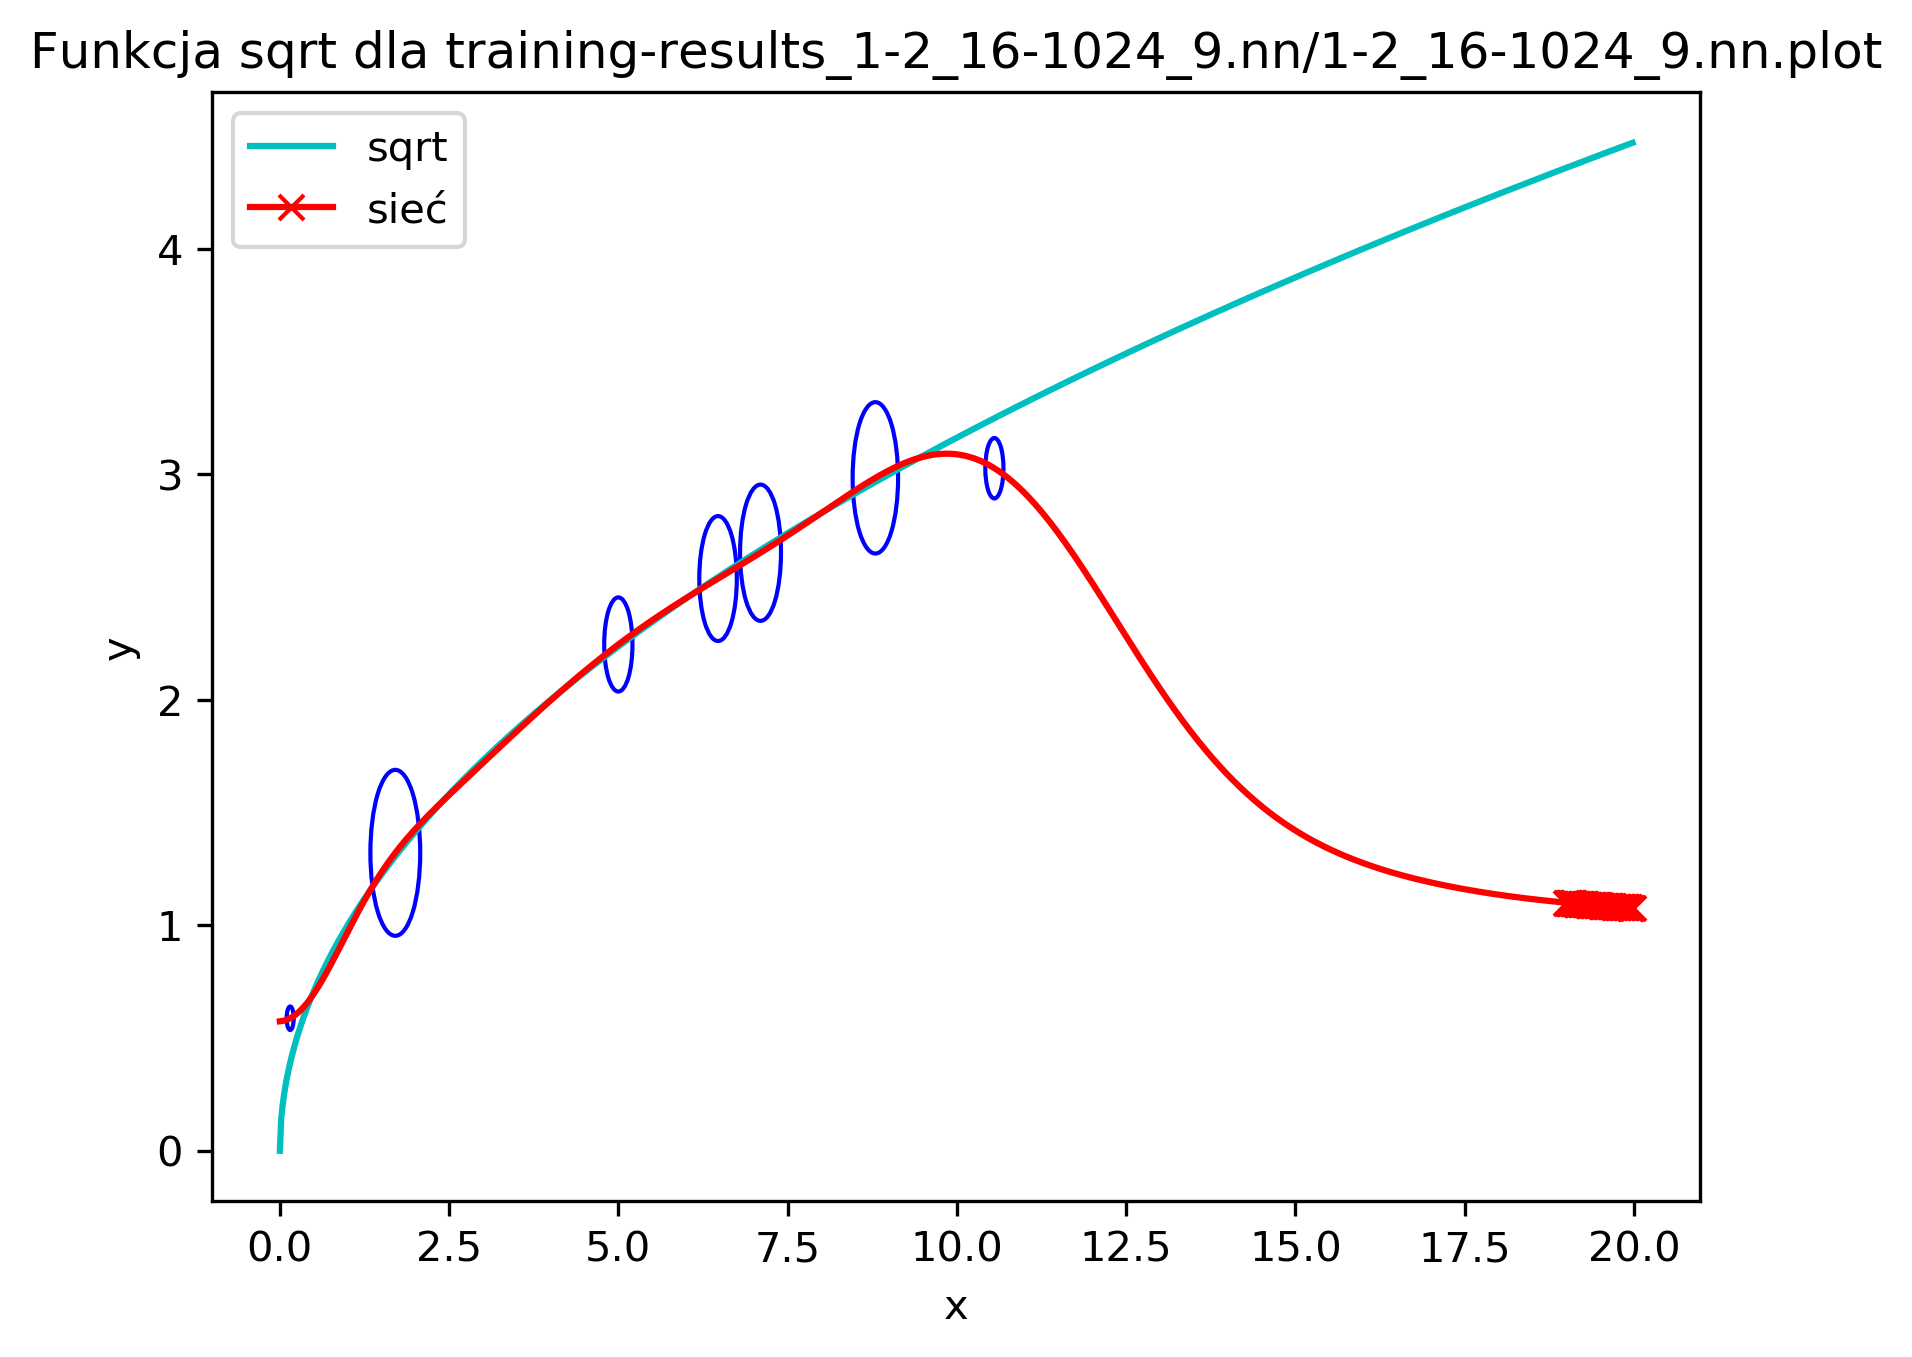 Funkcja sqrt dla training-results_1-2_16-1024_9.nn/1-2_16-1024_9.nn.plot
sqrt
sieć
4
3
2
1
0
y
0.0 2.5 5.0 7.5 10.0 12.5 15.0 17.5 20.0
x